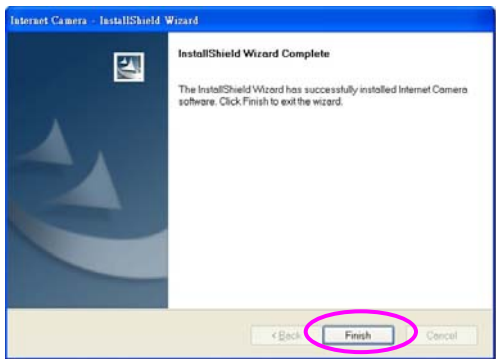 Internet Camera - InstallShield Wizard
InstallShield Wizard Complete
The InstallShield Wizard has successfully installed Internet Camera
software. Click Finish to exit the wizard.
< Back
Finish
Cancel